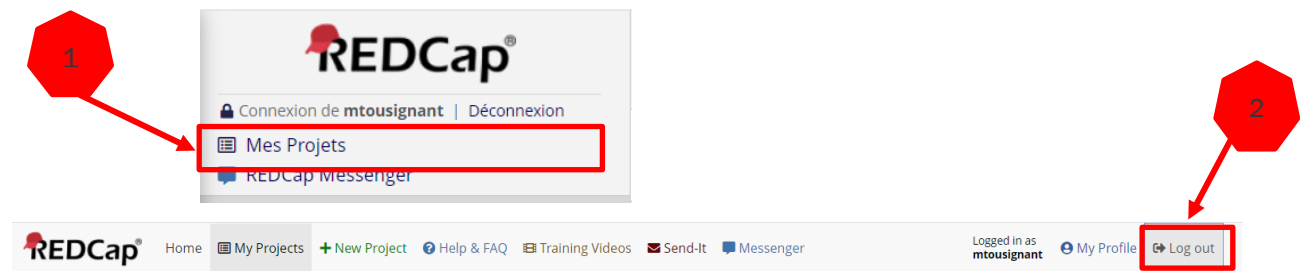 1
REDCap®
Connexion de mtousignant | Déconnexion
Mes Projets
REDCap Messenger
2
REDCap® Home My Projects + New Project Help & FAQ Training Videos Send-It Messenger Logged in as mtousignant My Profile Log out